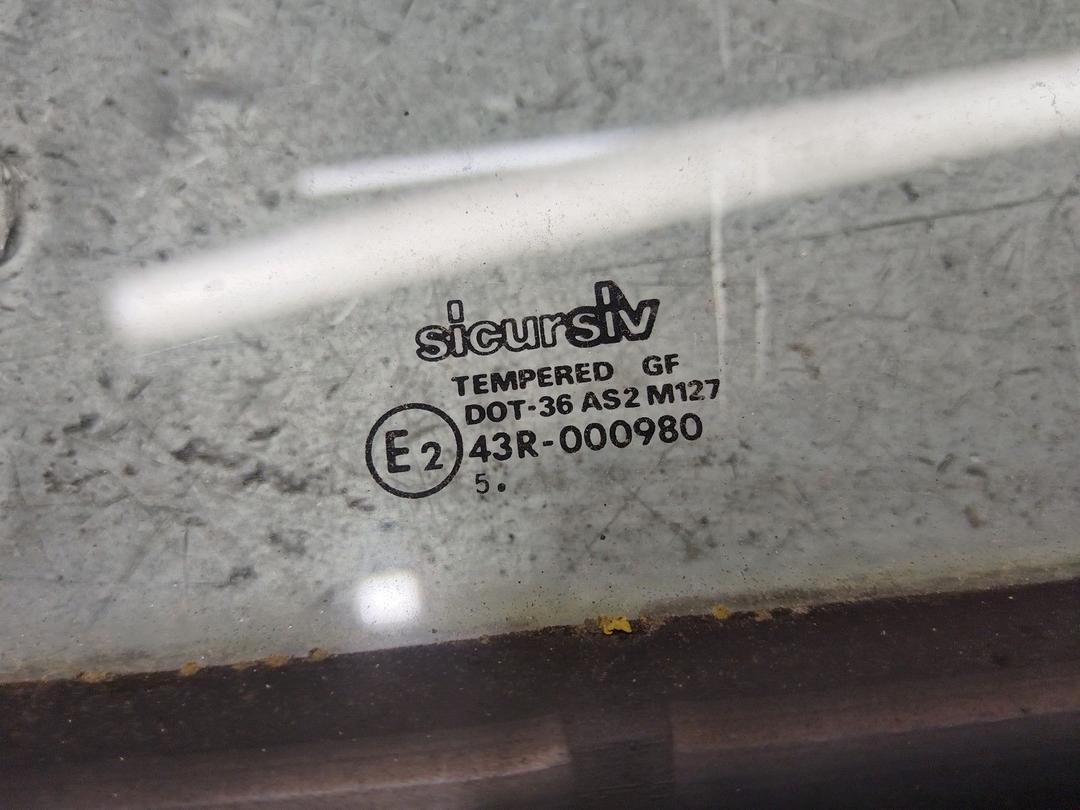 sicursiv
TEMPERED GF
DOT-36 AS2 M127
E2 43R-000980
5.